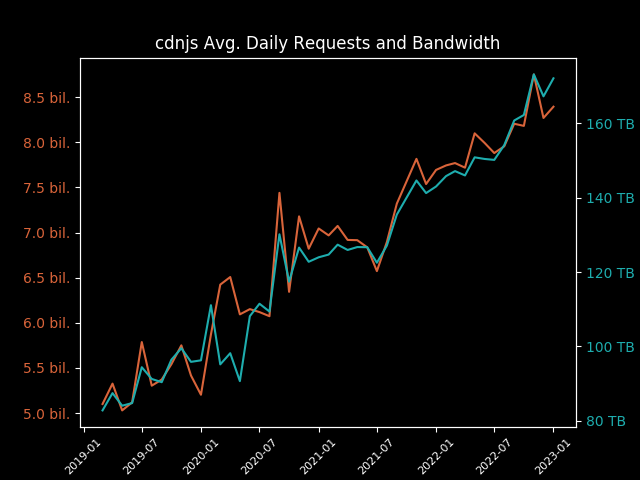 cdnjs Avg. Daily Requests and Bandwidth
8.5 bil.
8.0 bil.
7.5 bil.
7.0 bil.
6.5 bil.
6.0 bil.
5.5 bil.
5.0 bil.
160 TB
140 TB
120 TB
100 TB
80 TB
2019-01
2019-07
2020-01
2020-07
2021-01
2021-07
2022-01
2022-07
2023-01